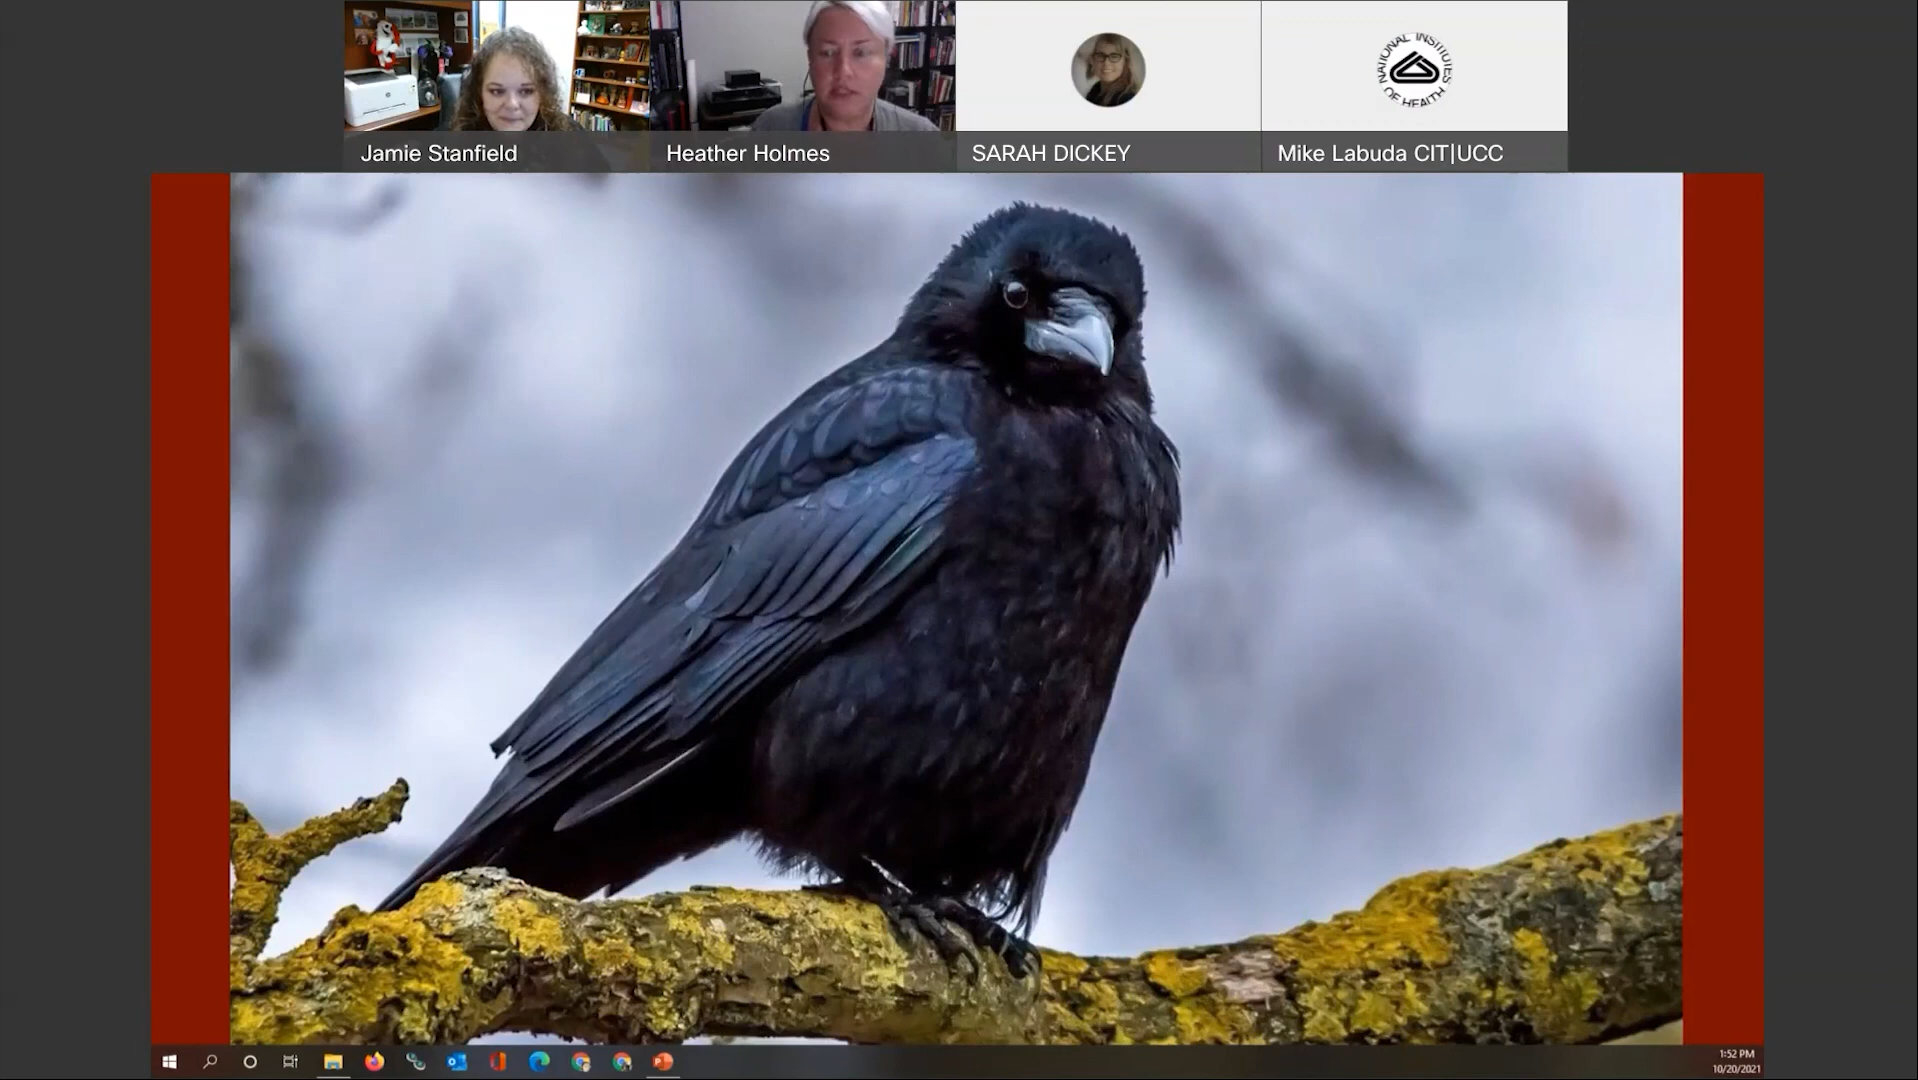 Jamie Stanfield
Heather Holmes
SARAH DICKEY
Mike Labuda CIT|UCC
NATIONAL INSTITUTES
OF HEALTH
1:52 PM
10/20/2021